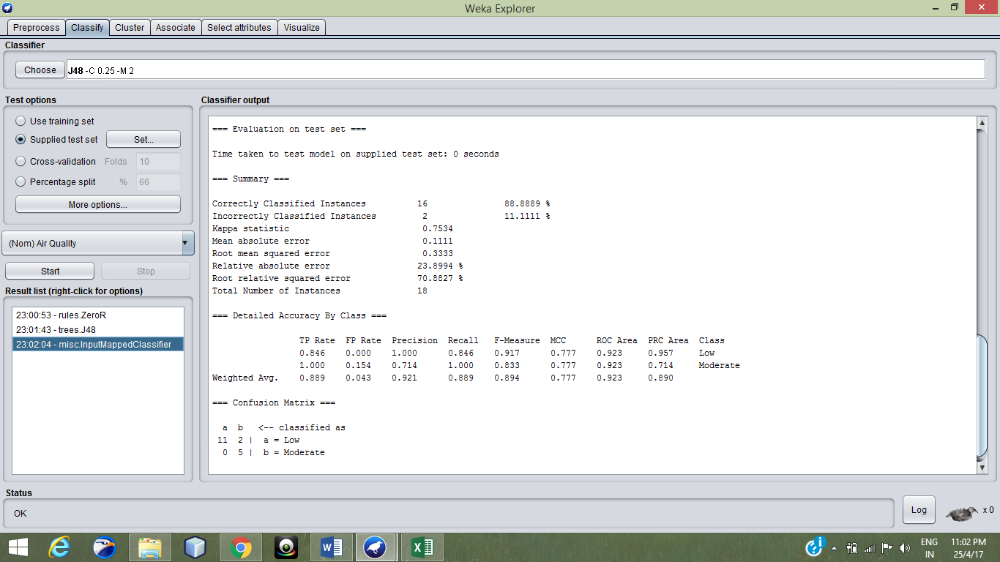 Weka Explorer
Preprocess Classify Cluster Associate Select attributes Visualize
Classifier
Choose J48 -C 0.25 -M 2
Test options
Use training set
Supplied test set Set...
Cross-validation Folds 10
Percentage split % 66
More options...
(Nom) Air Quality
Start Stop
Result list (right-click for options)
23:00:53 - rules.ZeroR
23:01:43 - trees.J48
23:02:04 - misc.InputMappedClassifier
Classifier output
=== Evaluation on test set ===
Time taken to test model on supplied test set: 0 seconds
=== Summary ===
Correctly Classified Instances 16 88.8889 %
Incorrectly Classified Instances 2 11.1111 %
Kappa statistic 0.7534
Mean absolute error 0.1111
Root mean squared error 0.3333
Relative absolute error 23.8994 %
Root relative squared error 70.8827 %
Total Number of Instances 18
=== Detailed Accuracy By Class ===
TP Rate FP Rate Precision Recall F-Measure MCC ROC Area PRC Area Class
0.846 0.000 1.000 0.846 0.917 0.777 0.923 0.957 Low
1.000 0.154 0.714 1.000 0.833 0.777 0.923 0.714 Moderate
Weighted Avg. 0.889 0.043 0.921 0.889 0.894 0.777 0.923 0.890
=== Confusion Matrix ===
a b <-- classified as
11 2 | a = Low
0 5 | b = Moderate
Status
OK
Log x 0
ENG 11:02 PM
IN 25/4/17